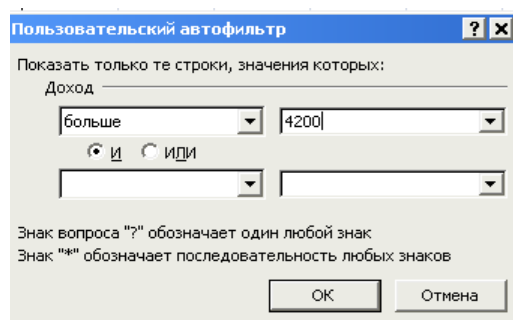 Пользовательский автофильтр
Показать только те строки, значения которых:
Доход
больше 4200
И ИЛИ
Знак вопроса "?" обозначает один любой знак
Знак "*" обозначает последовательность любых знаков
ОК Отмена